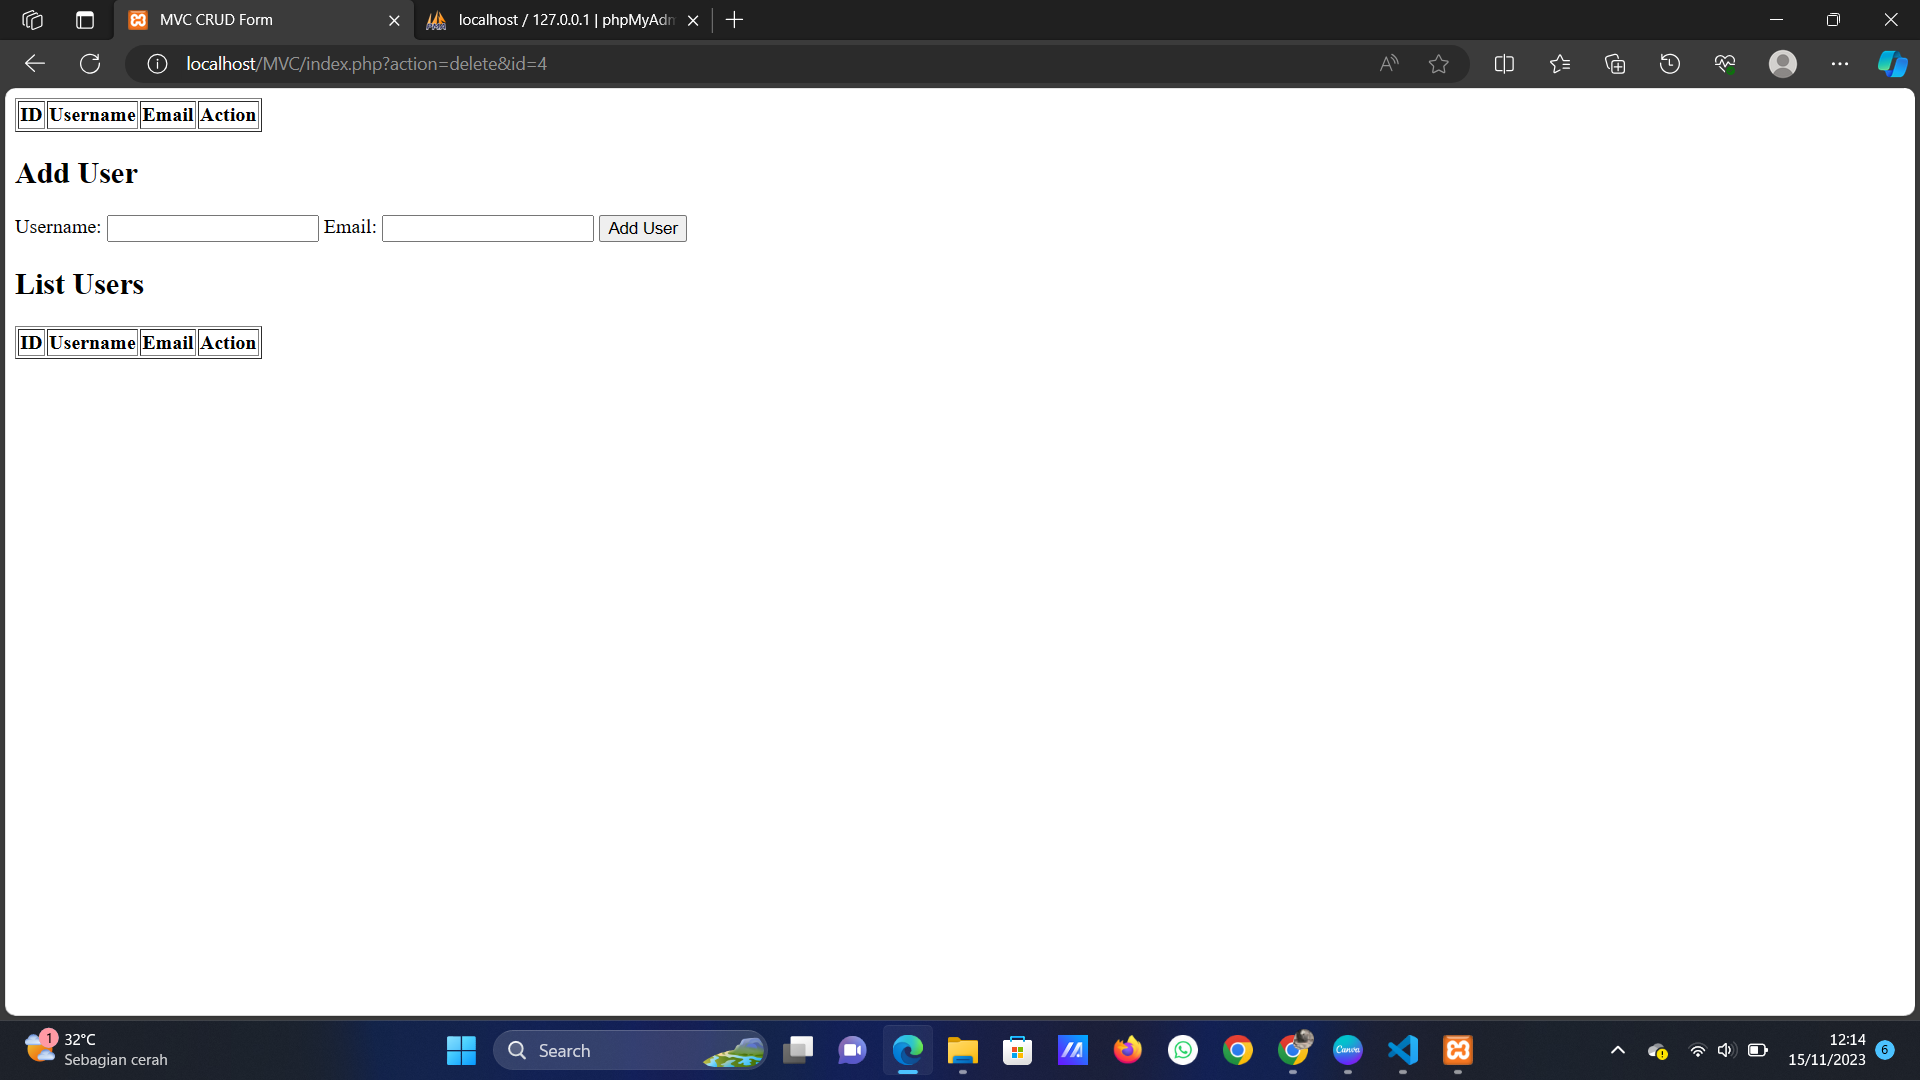 MVC CRUD Form
localhost / 127.0.0.1 | phpMyAdm
localhost/MVC/index.php?action=delete&id=4
ID Username Email Action
Add User
Username: Email: Add User
List Users
ID Username Email Action
1
32°C
Sebagian cerah
Search
Canva
12:14
15/11/2023
6